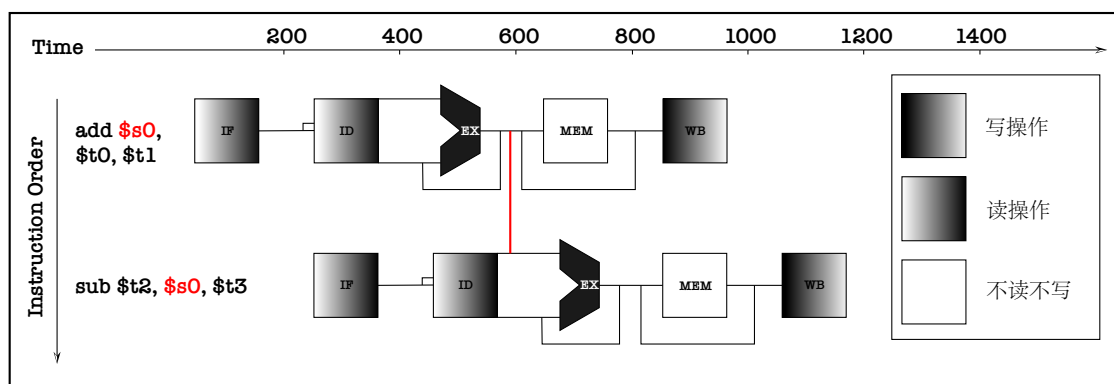 Time 200 400 600 800 1000 1200 1400
Instruction Order
add $s0,
$t0, $t1
IF ID EX MEM WB
sub $t2, $s0, $t3
IF ID EX MEM WB
写操作
读操作
不读不写